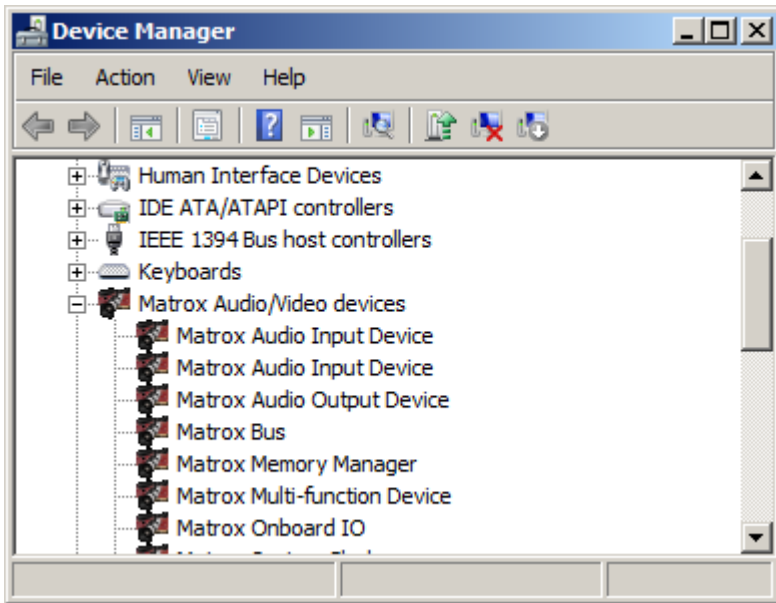 Device Manager
File Action View Help
Human Interface Devices
IDE ATA/ATAPI controllers
IEEE 1394 Bus host controllers
Keyboards
Matrox Audio/Video devices
Matrox Audio Input Device
Matrox Audio Input Device
Matrox Audio Output Device
Matrox Bus
Matrox Memory Manager
Matrox Multi-function Device
Matrox Onboard IO